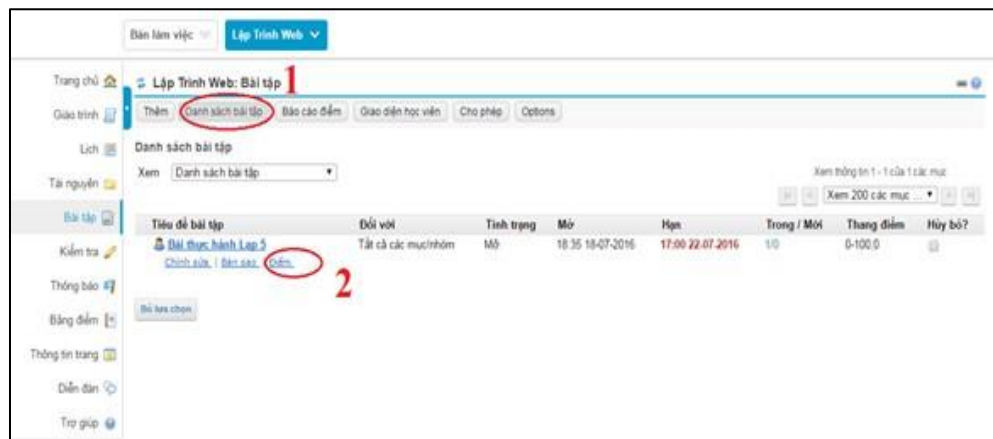 Bàn làm việc Lập Trình Web
Trang chủ
Giáo trình
Lịch
Tài nguyên
Bài tập
Kiểm tra
Thông báo
Bảng điểm
Thông tin trang
Diễn đàn
Trợ giúp
Lập Trình Web: Bài tập 1
Thêm Danh sách bài tập Báo cáo điểm Giao diện học viên Cho phép Options
Danh sách bài tập
Xem Danh sách bài tập
Xem thông tin 1 - 1 của 1 các mục
Xem 200 các mục ...
Tiêu đề bài tập Đối với Tình trạng Mở Hạn Trong / Mới Thang điểm Hủy bỏ?
Bài thực hành Lap 5 Tất cả các mục/nhóm Mở 18:35 18-07-2016 17:00 22-07-2016 1/0 0-100.0
Chỉnh sửa | Bản sao Điểm
2
Bỏ lựa chọn